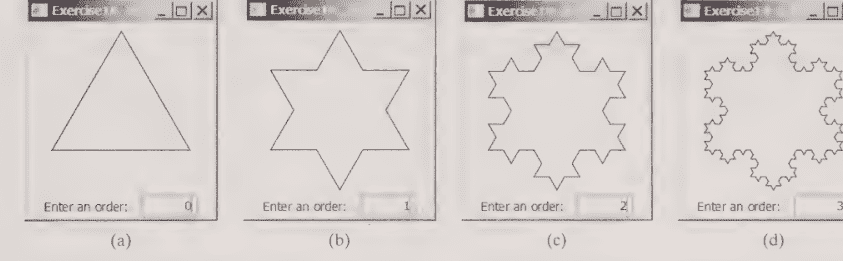 Exercise
Exercise
Exercise
Exercise
Enter an order: 0
Enter an order: 1
Enter an order: 2
Enter an order: 3
(a)
(b)
(c)
(d)